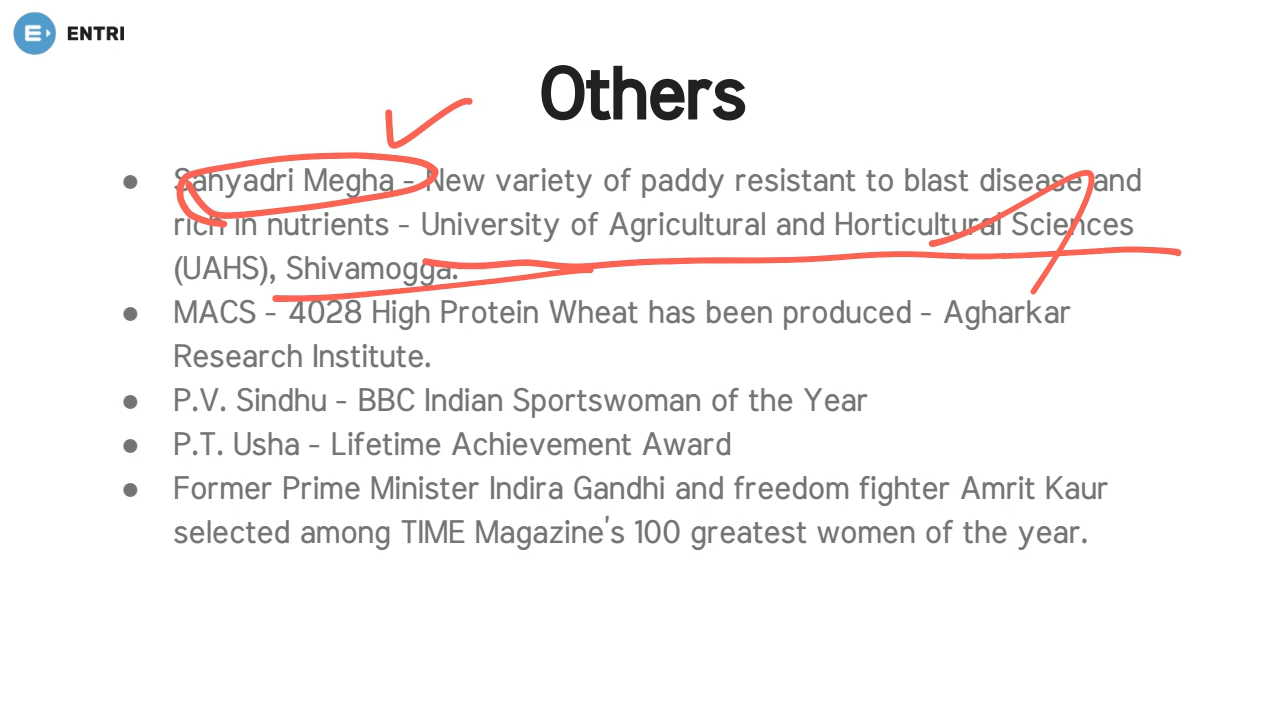 ENTRI
Others
● Sahyadri Megha - New variety of paddy resistant to blast disease and
rich in nutrients - University of Agricultural and Horticultural Sciences
(UAHS), Shivamogga.
● MACS - 4028 High Protein Wheat has been produced - Agharkar
Research Institute.
● P.V. Sindhu - BBC Indian Sportswoman of the Year
● P.T. Usha - Lifetime Achievement Award
● Former Prime Minister Indira Gandhi and freedom fighter Amrit Kaur
selected among TIME Magazine's 100 greatest women of the year.